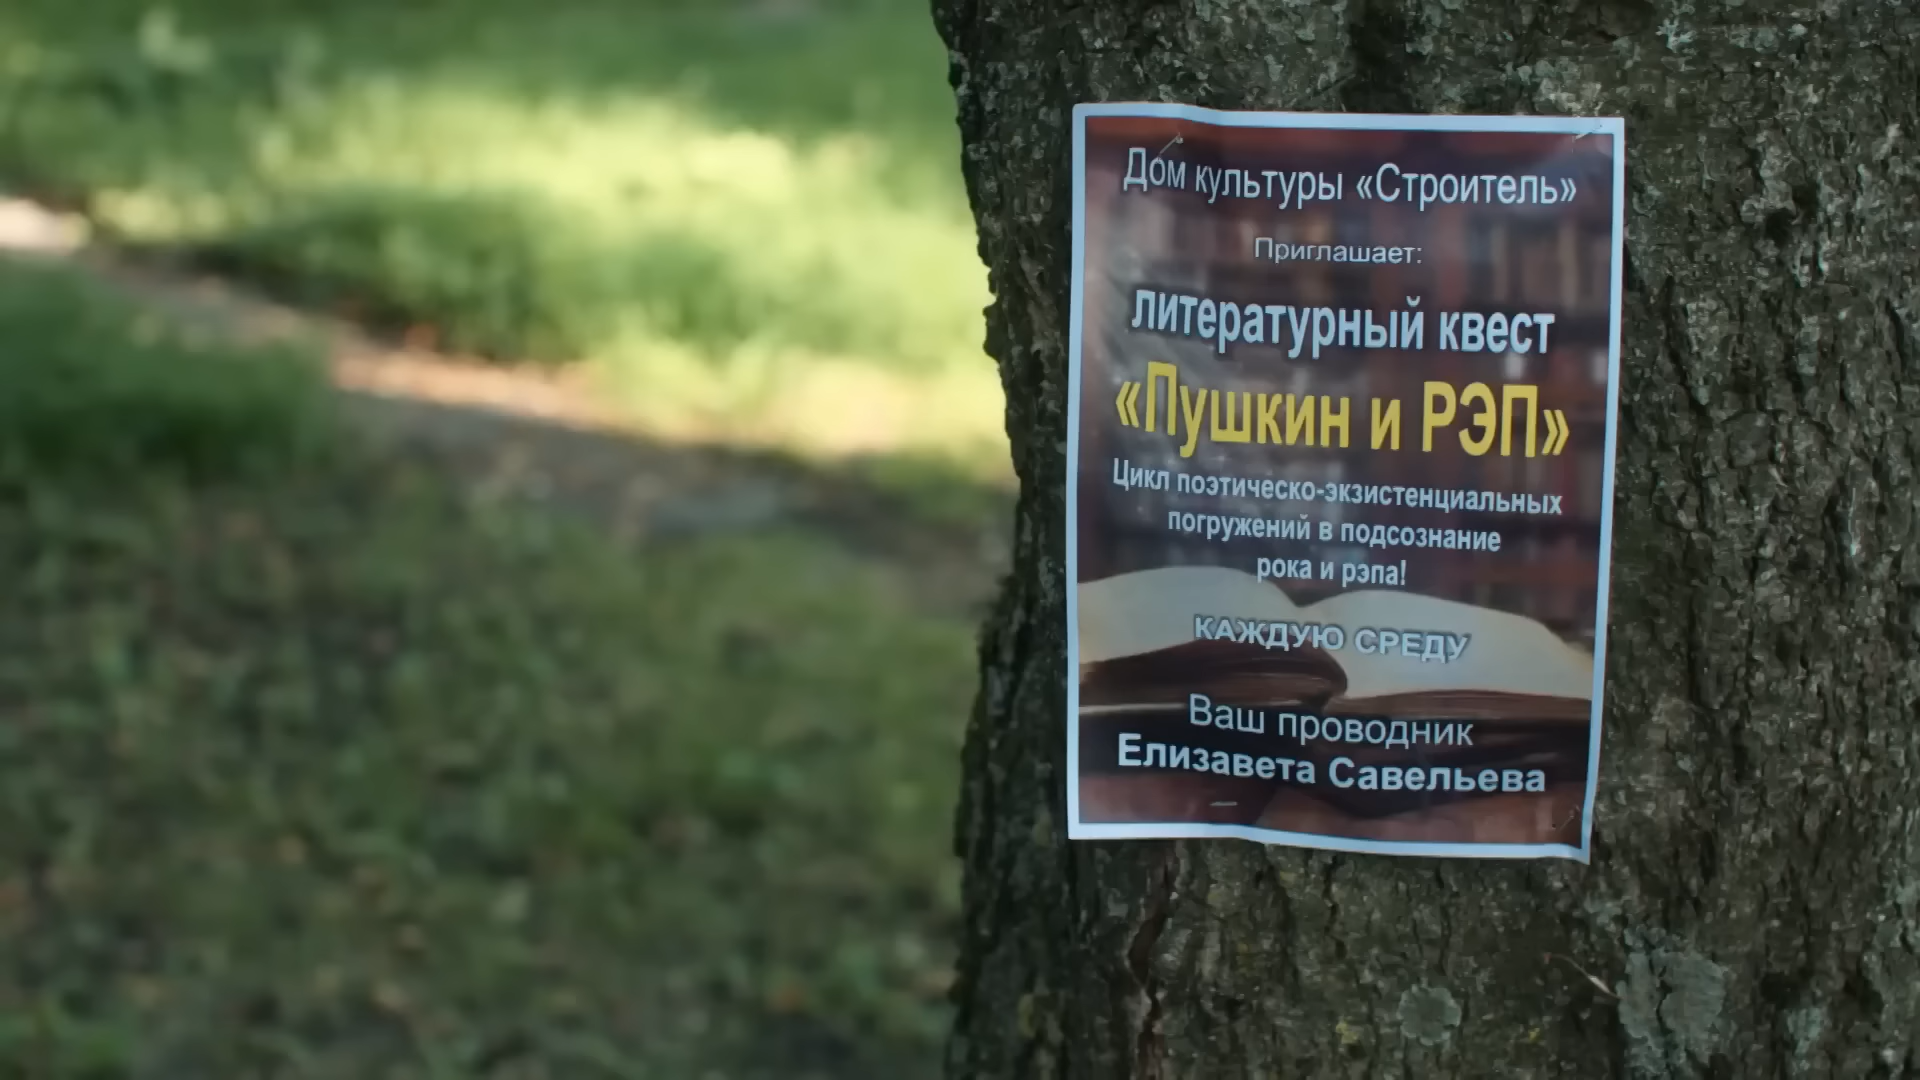 Дом культуры «Строитель»
Приглашает:
литературный квест
«Пушкин и РЭП»
Цикл поэтическо-экзистенциальных
погружений в подсознание
рока и рэпа!
КАЖДУЮ СРЕДУ
Ваш проводник
Елизавета Савельева